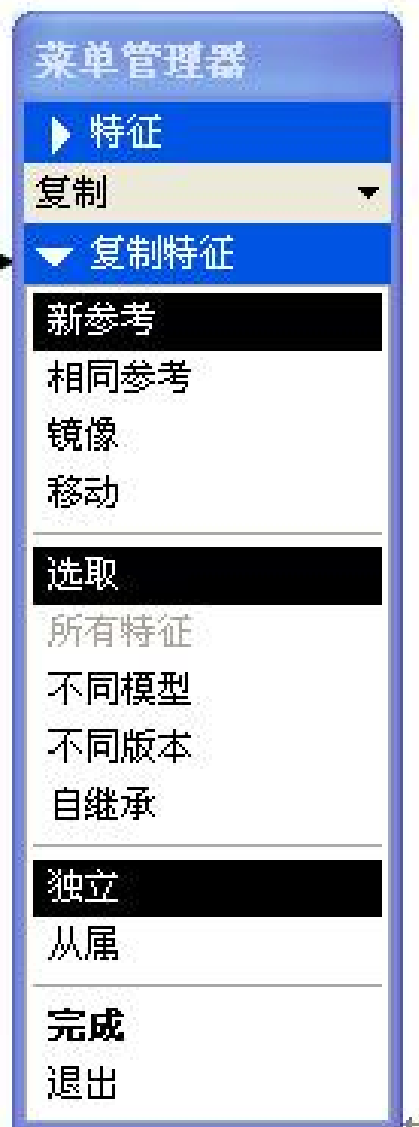 菜单管理器
特征
复制
复制特征
新参考
相同参考
镜像
移动
选取
所有特征
不同模型
不同版本
自继承
独立
从属
完成
退出